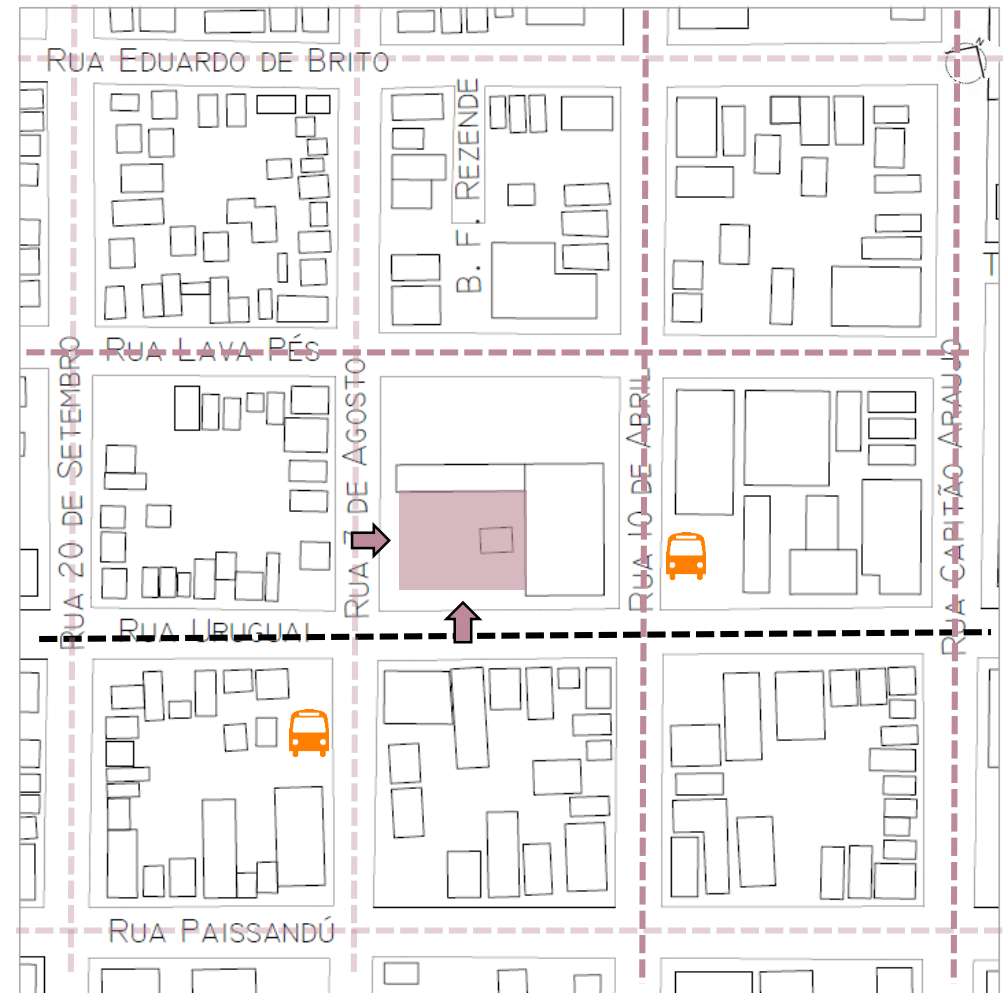 RUA EDUARDO DE BRITO
N
B. F. REZENDE
T
RUA LAVA PÉS
RUA 20 DE SETEMBRO
RUA 7 DE AGOSTO
RUA 10 DE ABRIL
RUA CAPITÃO ARAUJO
RUA URUGUAI
RUA PAISSANDÚ